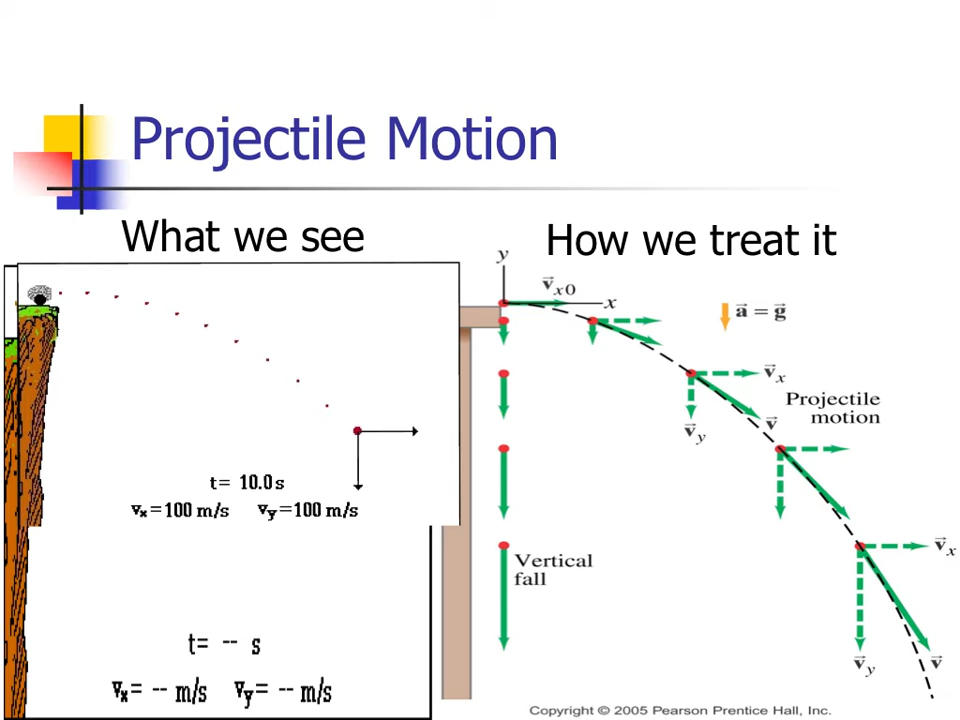 Projectile Motion
What we see
How we treat it
t= 10.0 s
vx=100 m/s vy=100 m/s
t= -- s
vx= -- m/s vy= -- m/s
y
v⃗x0
x
a⃗ = g⃗
v⃗x
Projectile
motion
v⃗
v⃗y
Vertical
fall
v⃗x
v⃗y
v⃗
Copyright © 2005 Pearson Prentice Hall, Inc.